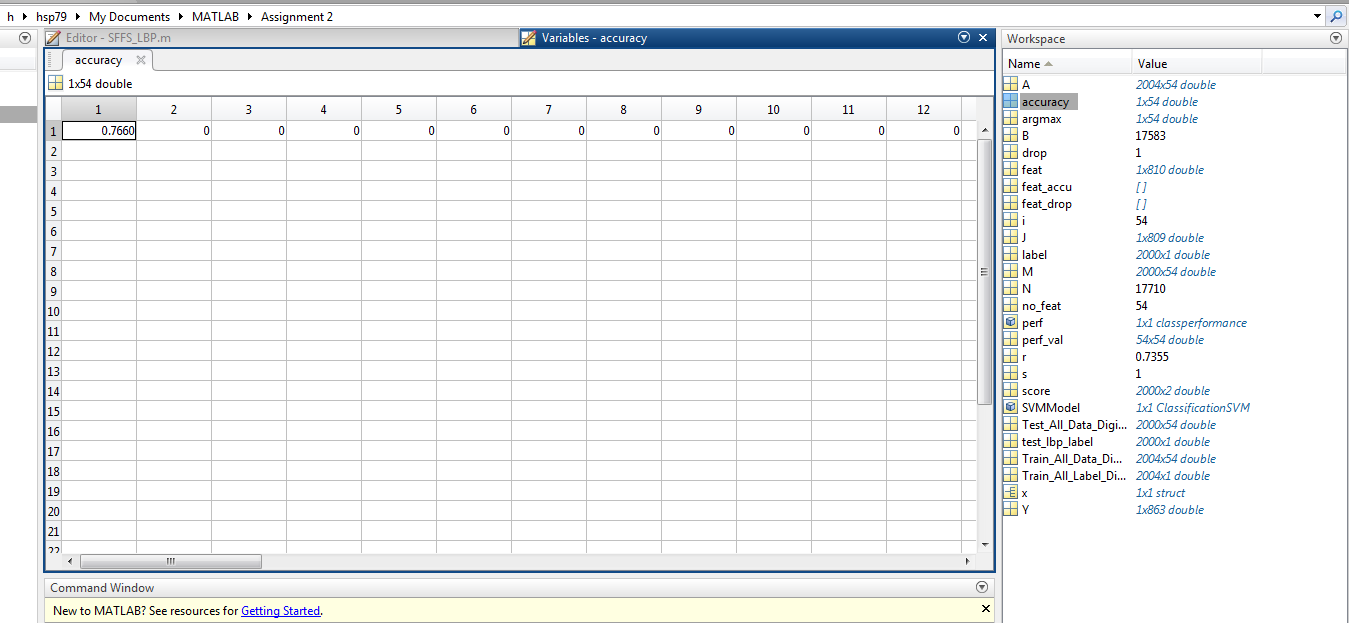 h hsp79 My Documents MATLAB Assignment 2
Editor - SFFS_LBP.m
Variables - accuracy
accuracy
1x54 double
1 2 3 4 5 6 7 8 9 10 11 12
1 0.7660 0 0 0 0 0 0 0 0 0 0 0
2
3
4
5
6
7
8
9
10
11
12
13
14
15
16
17
18
19
20
21
22
Command Window
New to MATLAB? See resources for Getting Started.
Workspace
Name Value
A 2004x54 double
accuracy 1x54 double
argmax 1x54 double
B 17583
drop 1
feat 1x810 double
feat_accu []
feat_drop []
i 54
J 1x809 double
label 2000x1 double
M 2000x54 double
N 17710
no_feat 54
perf 1x1 classperformance
perf_val 54x54 double
r 0.7355
s 1
score 2000x2 double
SVMModel 1x1 ClassificationSVM
Test_All_Data_Digi... 2000x54 double
test_lbp_label 2000x1 double
Train_All_Data_Di... 2004x54 double
Train_All_Label_Di... 2004x1 double
x 1x1 struct
Y 1x863 double